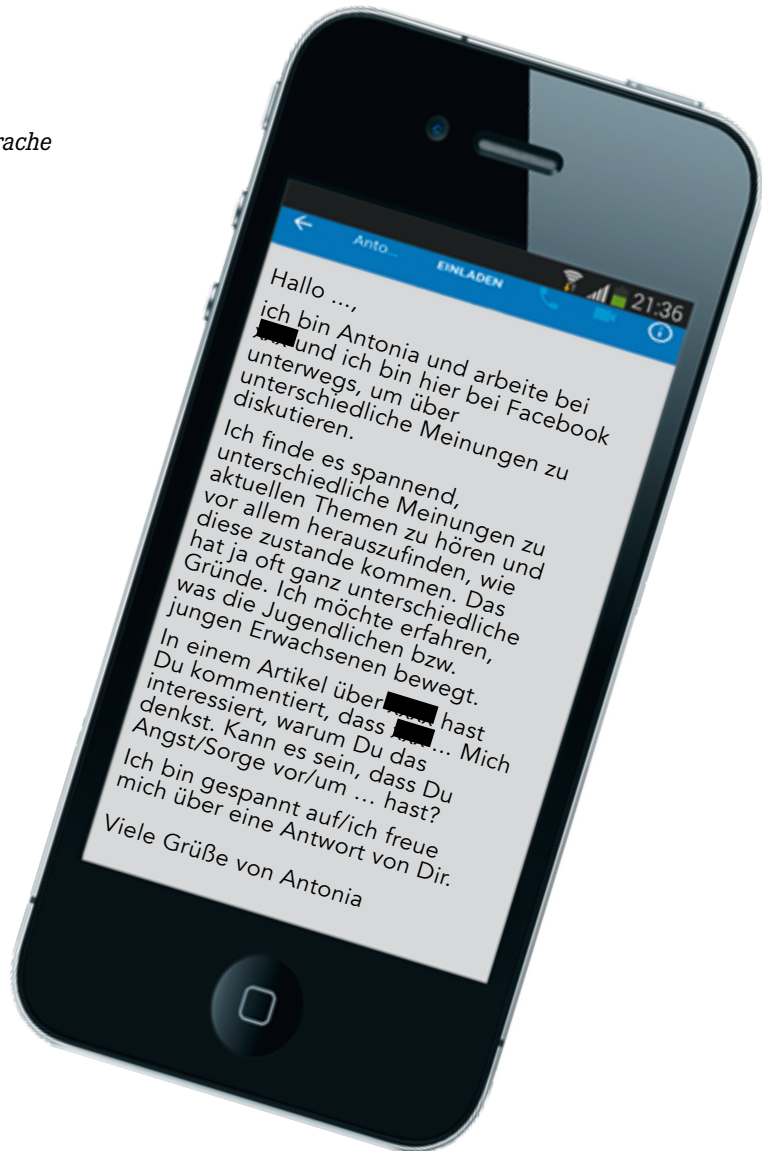 rache
Anto...
EINLADEN
21:36
Hallo ...,
ich bin Antonia und arbeite bei
und ich bin hier bei Facebook
unterwegs, um über
unterschiedliche Meinungen zu
diskutieren.
Ich finde es spannend,
unterschiedliche Meinungen zu
aktuellen Themen zu hören und
vor allem herauszufinden, wie
diese zustande kommen. Das
hat ja oft ganz unterschiedliche
Gründe. Ich möchte erfahren,
was die Jugendlichen bzw.
jungen Erwachsenen bewegt.
In einem Artikel über hast
Du kommentiert, dass ... Mich
interessiert, warum Du das
denkst. Kann es sein, dass Du
Angst/Sorge vor/um ... hast?
Ich bin gespannt auf/ich freue
mich über eine Antwort von Dir.
Viele Grüße von Antonia